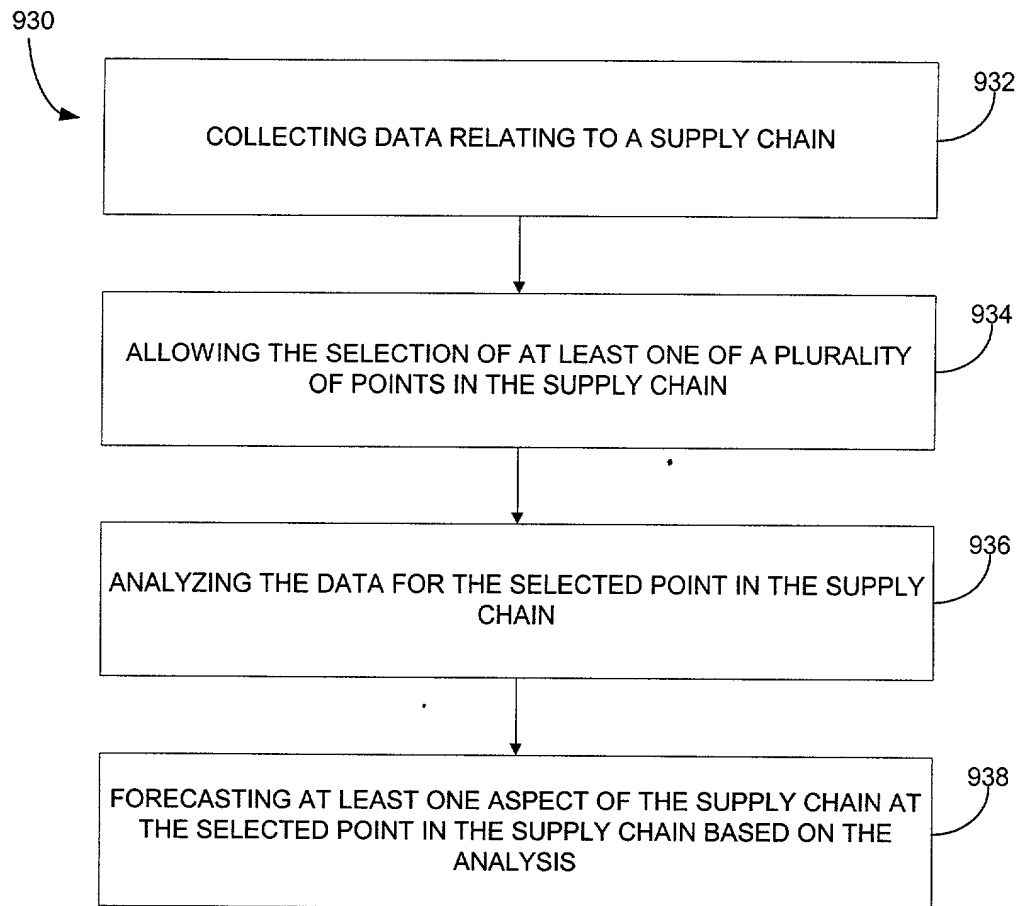 930
932
COLLECTING DATA RELATING TO A SUPPLY CHAIN
934
ALLOWING THE SELECTION OF AT LEAST ONE OF A PLURALITY
OF POINTS IN THE SUPPLY CHAIN
936
ANALYZING THE DATA FOR THE SELECTED POINT IN THE SUPPLY
CHAIN
938
FORECASTING AT LEAST ONE ASPECT OF THE SUPPLY CHAIN AT
THE SELECTED POINT IN THE SUPPLY CHAIN BASED ON THE
ANALYSIS